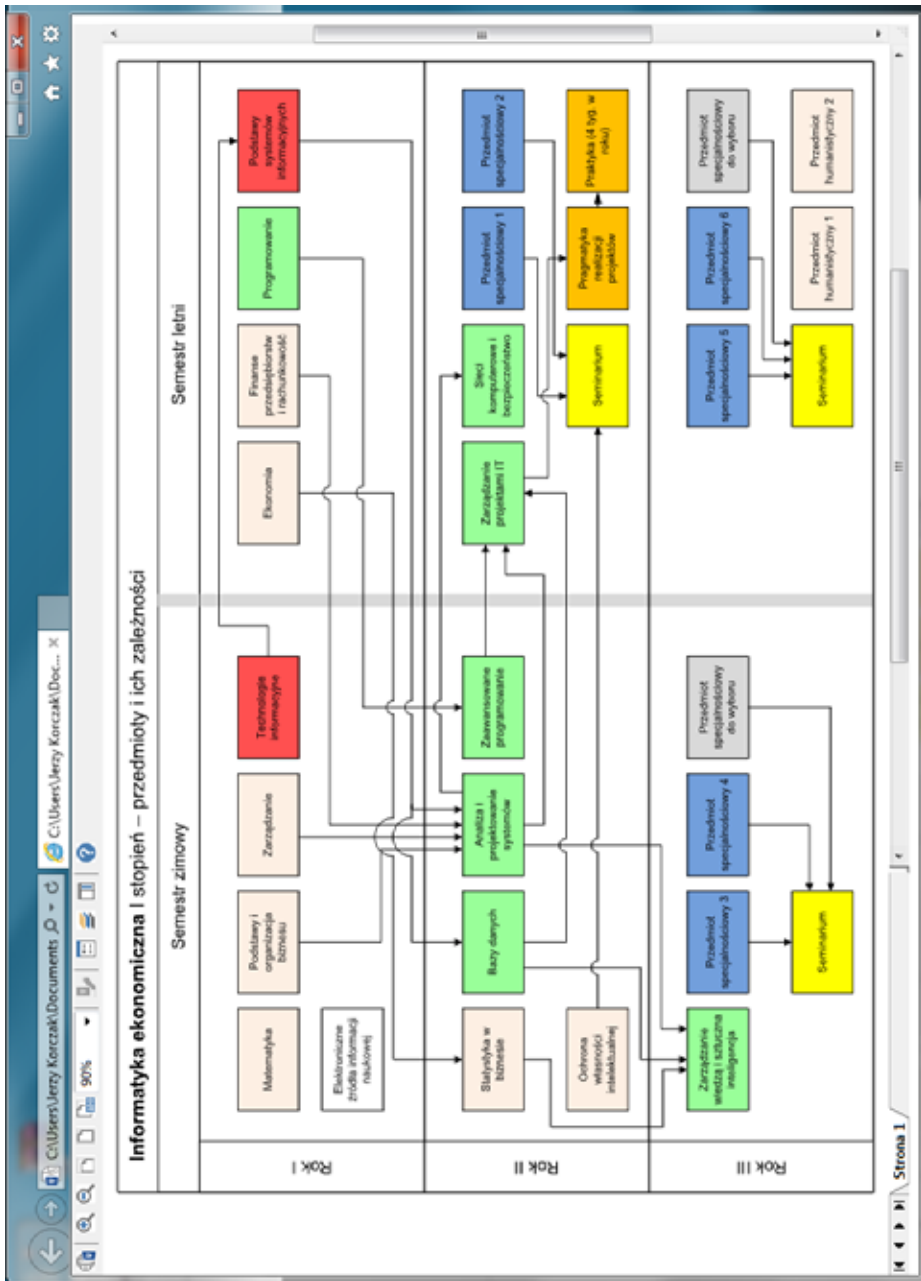 C:\Users\Jerzy Korczak\Documents
C:\Users\Jerzy Korczak\Doc...
90%
Informatyka ekonomiczna I stopień – przedmioty i ich zależności
Semestr zimowy
Semestr letni
Rok I
Matematyka
Podstawy i
organizacja
biznesu
Zarządzanie
Technologie
informacyjne
Ekonomia
Finanse
przedsiębiorstw
i rachunkowość
Programowanie
Podstawy
systemów
informacyjnych
Elektroniczne
źródła informacji
naukowej
Rok II
Statystyka w
biznesie
Bazy danych
Analiza i
projektowanie
systemów
Zaawansowane
programowanie
Zarządzanie
projektami IT
Sieci
komputerowe i
bezpieczeństwo
Przedmiot
specjalnościowy 1
Przedmiot
specjalnościowy 2
Ochrona
własności
intelektualnej
Seminarium
Pragmatyka
realizacji
projektów
Praktyka (4 tyg. w
roku)
Rok III
Zarządzanie
wiedzą i sztuczna
inteligencja
Przedmiot
specjalnościowy 3
Przedmiot
specjalnościowy 4
Przedmiot
specjalnościowy
do wyboru
Przedmiot
specjalnościowy 5
Przedmiot
specjalnościowy 6
Przedmiot
specjalnościowy
do wyboru
Seminarium
Seminarium
Przedmiot
humanistyczny 1
Przedmiot
humanistyczny 2
Strona 1